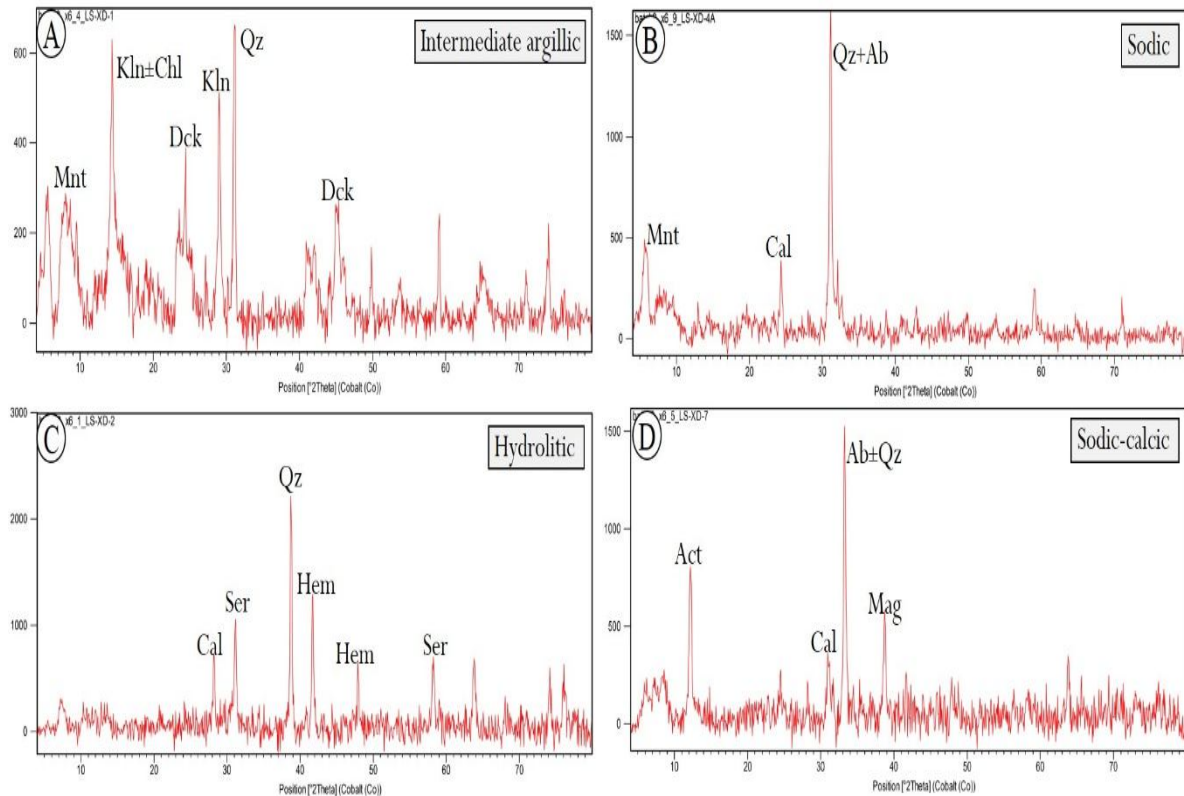 A
x6_4_LS-XD-1
Intermediate argillic
Qz
Kln±Chl
Kln
Dck
Mnt
Dck
600
400
200
0
10 20 30 40 50 60 70
Position [°2Theta] (Cobalt (Co))
B
x6_9_LS-XD-4A
Sodic
Qz+Ab
Mnt
Cal
1500
1000
500
0
10 20 30 40 50 60 70
Position [°2Theta] (Cobalt (Co))
C
x6_1_LS-XD-2
Hydrolitic
Qz
Hem
Ser
Cal
Hem
Ser
3000
2000
1000
0
10 20 30 40 50 60 70
Position [°2Theta] (Cobalt (Co))
D
x6_5_LS-XD-7
Sodic-calcic
Ab±Qz
Act
Mag
Cal
1500
1000
500
0
10 20 30 40 50 60 70
Position [°2Theta] (Cobalt (Co))